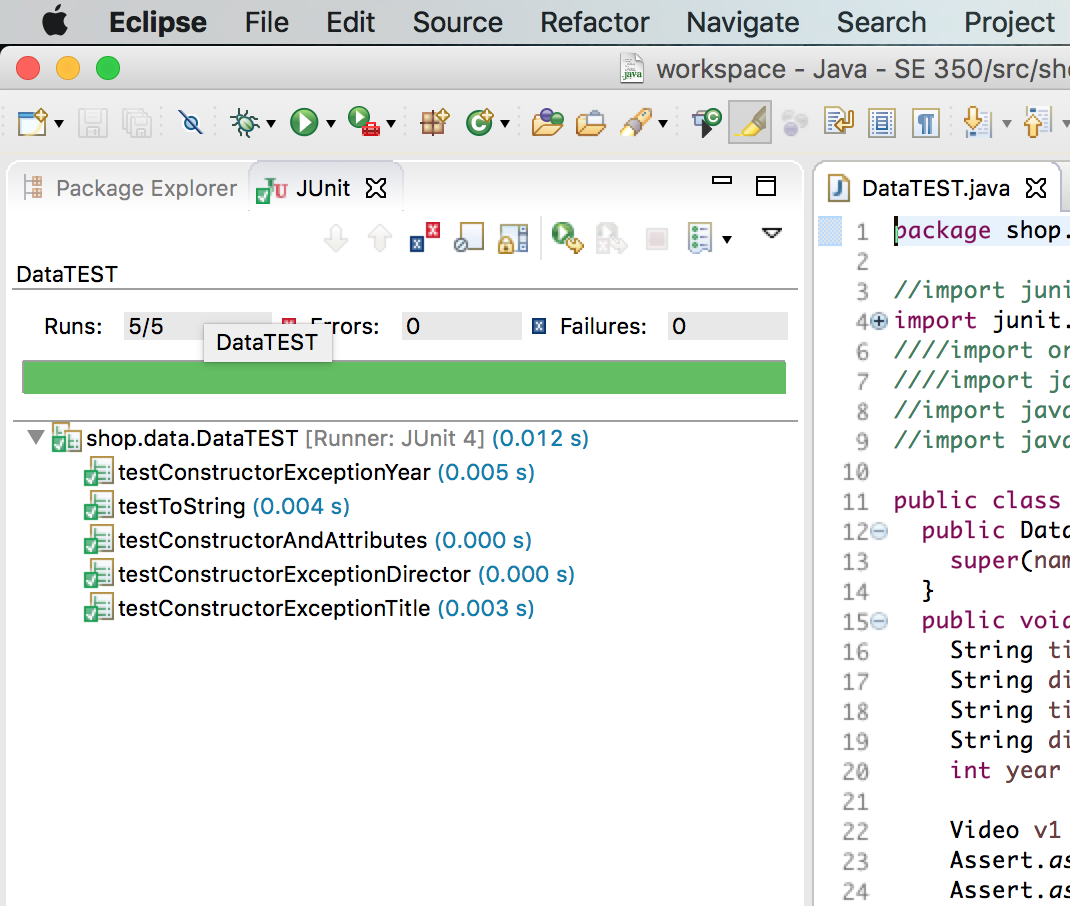 Eclipse File Edit Source Refactor Navigate Search Project
workspace - Java - SE 350/src/sho
Package Explorer
JUnit
DataTEST.java
DataTEST
Runs: 5/5 Errors: 0 Failures: 0
DataTEST
shop.data.DataTEST [Runner: JUnit 4] (0.012 s)
testConstructorExceptionYear (0.005 s)
testToString (0.004 s)
testConstructorAndAttributes (0.000 s)
testConstructorExceptionDirector (0.000 s)
testConstructorExceptionTitle (0.003 s)
1 package shop.
2
3 //import juni
4 import junit.
6 ////import or
7 ////import ja
8 //import java
9 //import java
10
11 public class
12 public Data
13 super(nam
14 }
15 public void
16 String ti
17 String di
18 String ti
19 String di
20 int year
21
22 Video v1
23 Assert.as
24 Assert.as